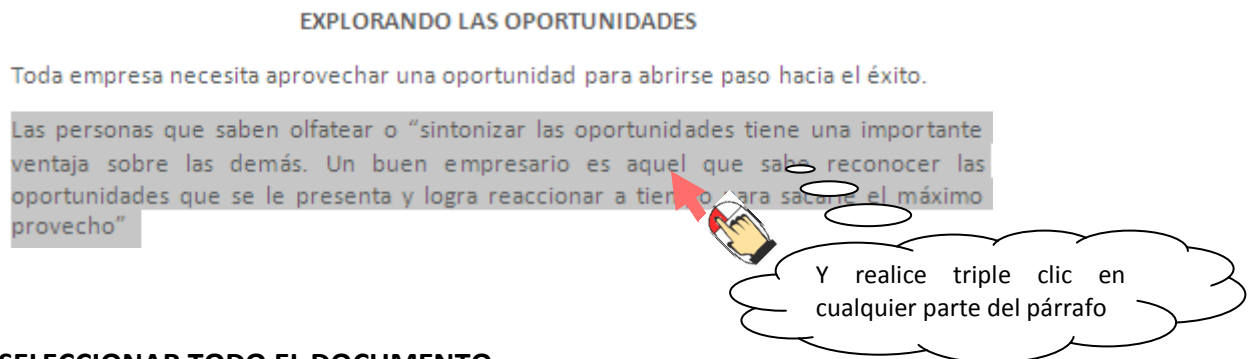 EXPLORANDO LAS OPORTUNIDADES
Toda empresa necesita aprovechar una oportunidad para abrirse paso hacia el éxito.
Las personas que saben olfatear o “sintonizar las oportunidades tiene una importante
ventaja sobre las demás. Un buen empresario es aquel que sabe reconocer las
oportunidades que se le presenta y logra reaccionar a tiempo para sacarle el máximo
provecho”
Y realice triple clic en
cualquier parte del párrafo
SELECCIONAR TODO EL DOCUMENTO